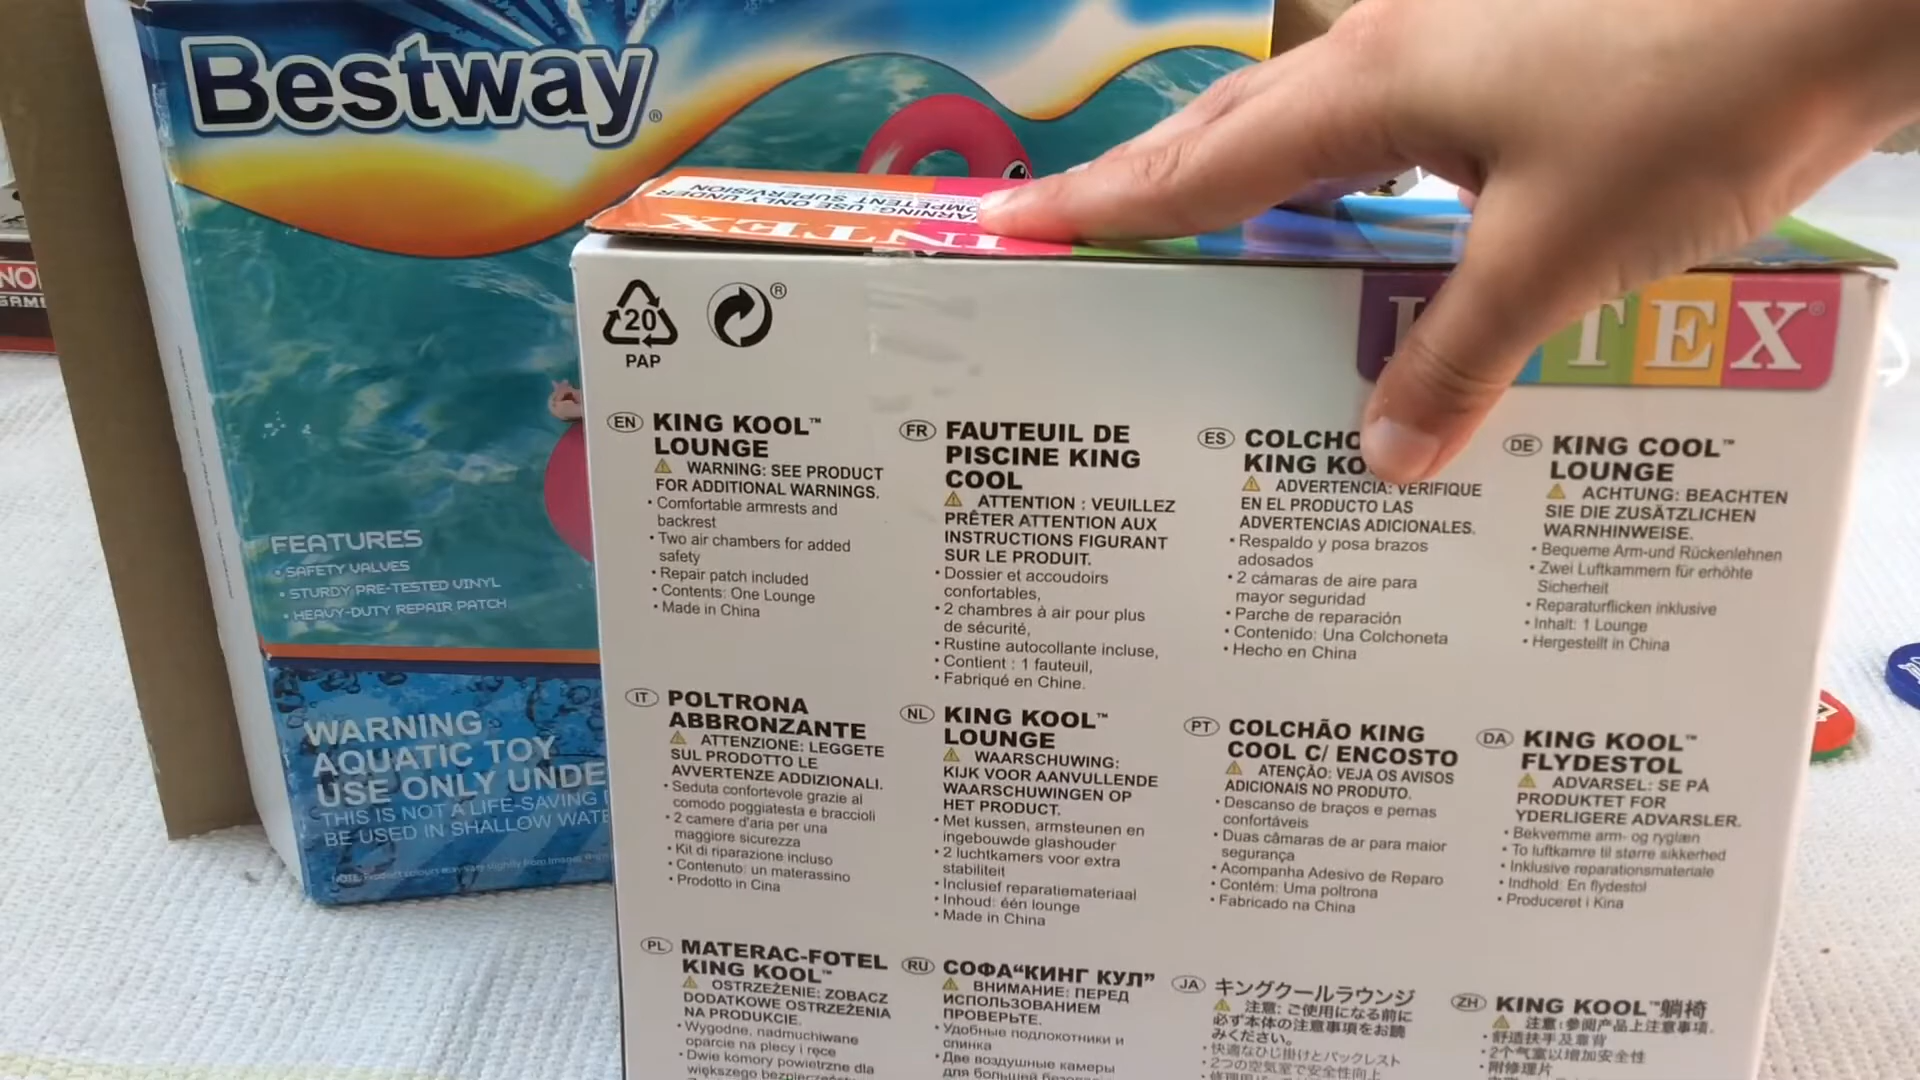 Bestway®
FEATURES
• SAFETY VALVES
• STURDY PRE-TESTED VINYL
• HEAVY-DUTY REPAIR PATCH
WARNING
AQUATIC TOY
USE ONLY UNDE
THIS IS NOT A LIFE-SAVING
BE USED IN SHALLOW WATE
WARNING: USE ONLY UNDER
COMPETENT SUPERVISION
INTEX
20
PAP
®
TEX®
EN KING KOOL™
LOUNGE
⚠ WARNING: SEE PRODUCT
FOR ADDITIONAL WARNINGS.
• Comfortable armrests and
backrest
• Two air chambers for added
safety
• Repair patch included
• Contents: One Lounge
• Made in China
FR FAUTEUIL DE
PISCINE KING
COOL
⚠ ATTENTION : VEUILLEZ
PRÊTER ATTENTION AUX
INSTRUCTIONS FIGURANT
SUR LE PRODUIT.
• Dossier et accoudoirs
confortables,
• 2 chambres à air pour plus
de sécurité,
• Rustine autocollante incluse,
• Contient : 1 fauteuil,
• Fabriqué en Chine.
ES COLCHO
KING KO
⚠ ADVERTENCIA: VERIFIQUE
EN EL PRODUCTO LAS
ADVERTENCIAS ADICIONALES.
• Respaldo y posa brazos
adosados
• 2 cámaras de aire para
mayor seguridad
• Parche de reparación
• Contenido: Una Colchoneta
• Hecho en China
DE KING COOL™
LOUNGE
⚠ ACHTUNG: BEACHTEN
SIE DIE ZUSÄTZLICHEN
WARNHINWEISE.
• Bequeme Arm-und Rückenlehnen
• Zwei Luftkammern für erhöhte
Sicherheit
• Reparaturflicken inklusive
• Inhalt: 1 Lounge
• Hergestellt in China
IT POLTRONA
ABBRONZANTE
⚠ ATTENZIONE: LEGGETE
SUL PRODOTTO LE
AVVERTENZE ADDIZIONALI.
• Seduta confortevole grazie al
comodo poggiatesta e braccioli
• 2 camere d'aria per una
maggiore sicurezza
• Kit di riparazione incluso
• Contenuto: un materassino
• Prodotto in Cina
NL KING KOOL™
LOUNGE
⚠ WAARSCHUWING:
KIJK VOOR AANVULLENDE
WAARSCHUWINGEN OP
HET PRODUCT.
• Met kussen, armsteunen en
ingebouwde glashouder
• 2 luchtkamers voor extra
stabiliteit
• Inclusief reparatiemateriaal
• Inhoud: één lounge
• Made in China
PT COLCHÃO KING
COOL C/ ENCOSTO
⚠ ATENÇÃO: VEJA OS AVISOS
ADICIONAIS NO PRODUTO.
• Descanso de braços e pernas
confortáveis
• Duas câmaras de ar para maior
segurança
• Acompanha Adesivo de Reparo
• Contém: Uma poltrona
• Fabricado na China
DA KING KOOL™
FLYDESTOL
⚠ ADVARSEL: SE PÅ
PRODUKTET FOR
YDERLIGERE ADVARSLER.
• Bekvemme arm- og ryglæn
• To luftkamre til større sikkerhed
• Inklusive reparationsmateriale
• Indhold: En flydestol
• Produceret i Kina
PL MATERAC-FOTEL
KING KOOL™
⚠ OSTRZEŻENIE: ZOBACZ
DODATKOWE OSTRZEŻENIA
NA PRODUKCIE.
• Wygodne, nadmuchiwane
oparcie na plecy i ręce
• Dwie komory powietrzne dla
większego
RU СОФА“КИНГ КУЛ”
⚠ ВНИМАНИЕ: ПЕРЕД
ИСПОЛЬЗОВАНИЕМ
ПРОВЕРЬТЕ.
• Удобные подлокотники и
спинка
• Две воздушные камеры
для большей
JA キングクールラウンジ
⚠ 注意: ご使用になる前に
必ず本体の注意事項をお読
みください。
• 快適なひじ掛けとバックレスト
• 2つの空気室で安全性向上
ZH KING KOOL™躺椅
⚠ 注意:参阅产品上注意事项.
• 舒适扶手及靠背
• 2个气室以增加安全性
• 附修理片